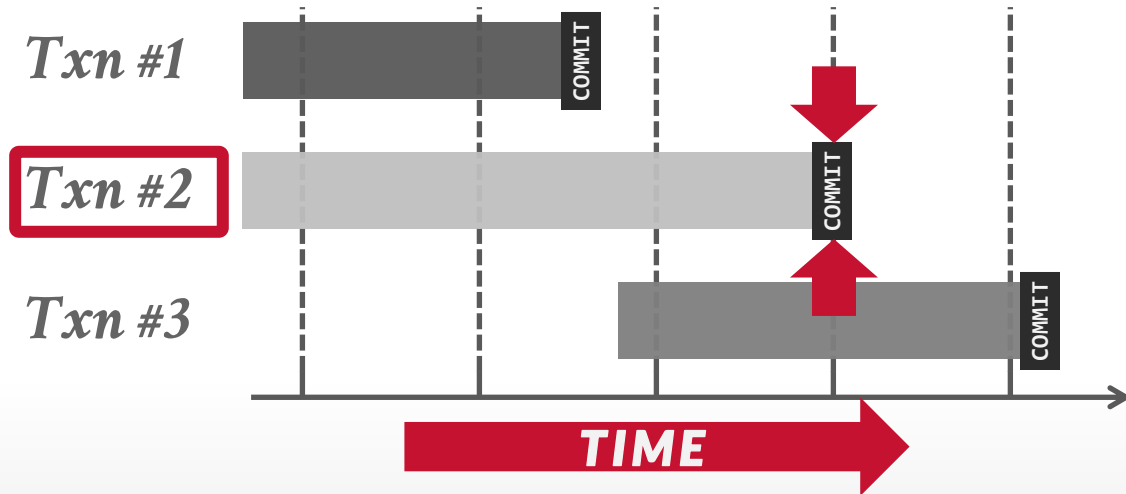 Txn #1
COMMIT
Txn #2
COMMIT
Txn #3
COMMIT
TIME